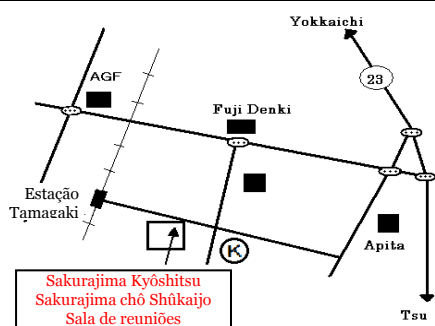 Yokkaichi
23
AGF
Fuji Denki
Estação
Tamagaki
K
Apita
Sakurajima Kyôshitsu
Sakurajima chô Shûkaijo
Sala de reuniões
Tsu